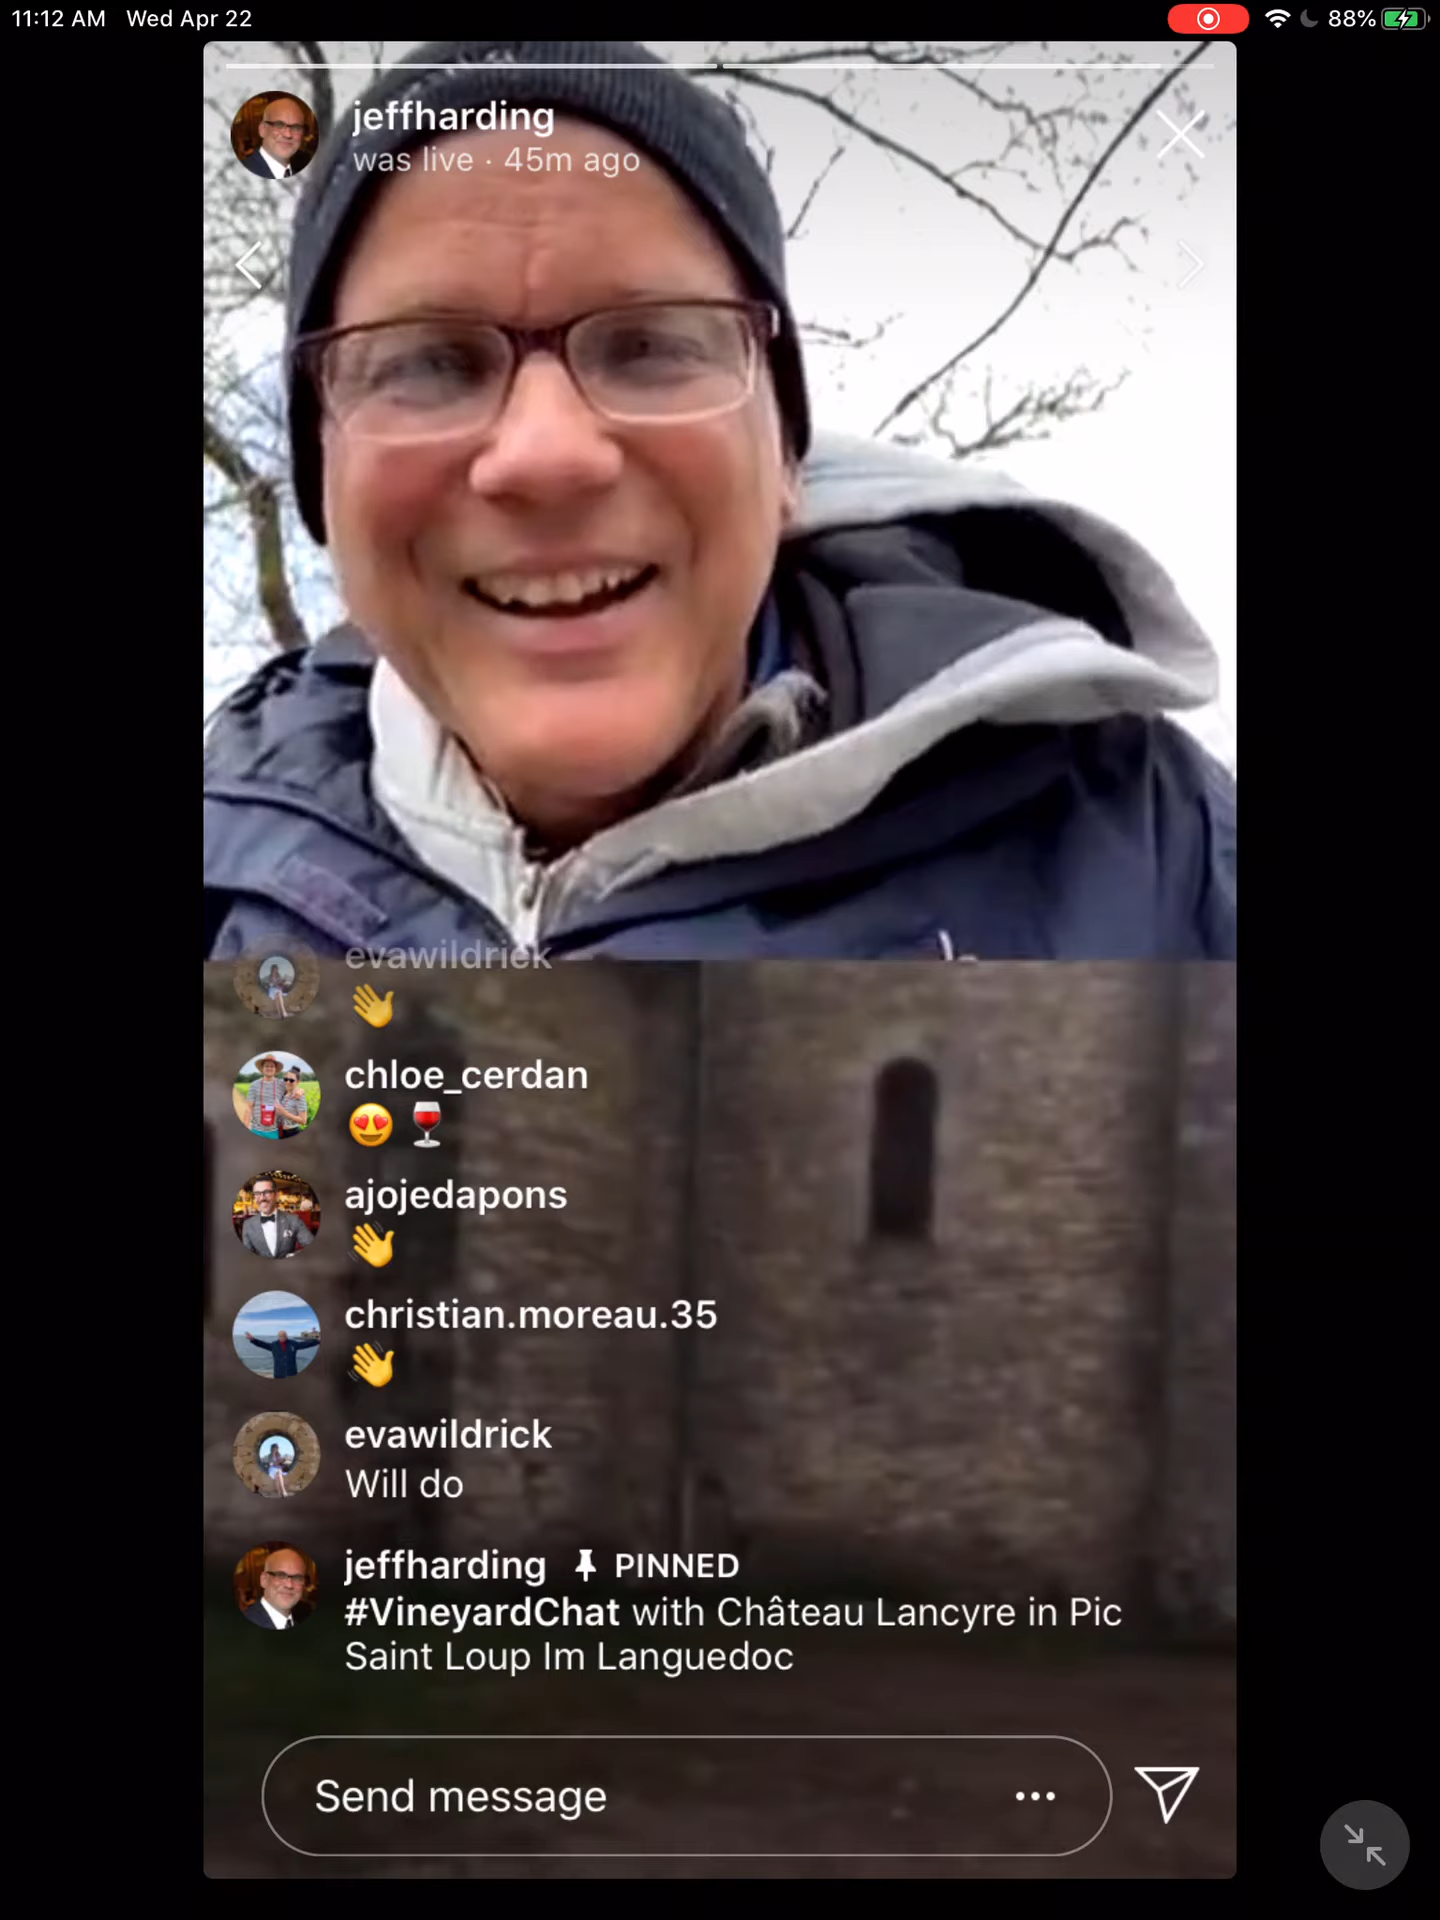 11:12 AM Wed Apr 22
88%
jeffharding
was live · 45m ago
evawildrick
👋
chloe_cerdan
😍 🍷
ajojedapons
👋
christian.moreau.35
👋
evawildrick
Will do
jeffharding PINNED
#VineyardChat with Château Lancyre in Pic
Saint Loup Im Languedoc
Send message